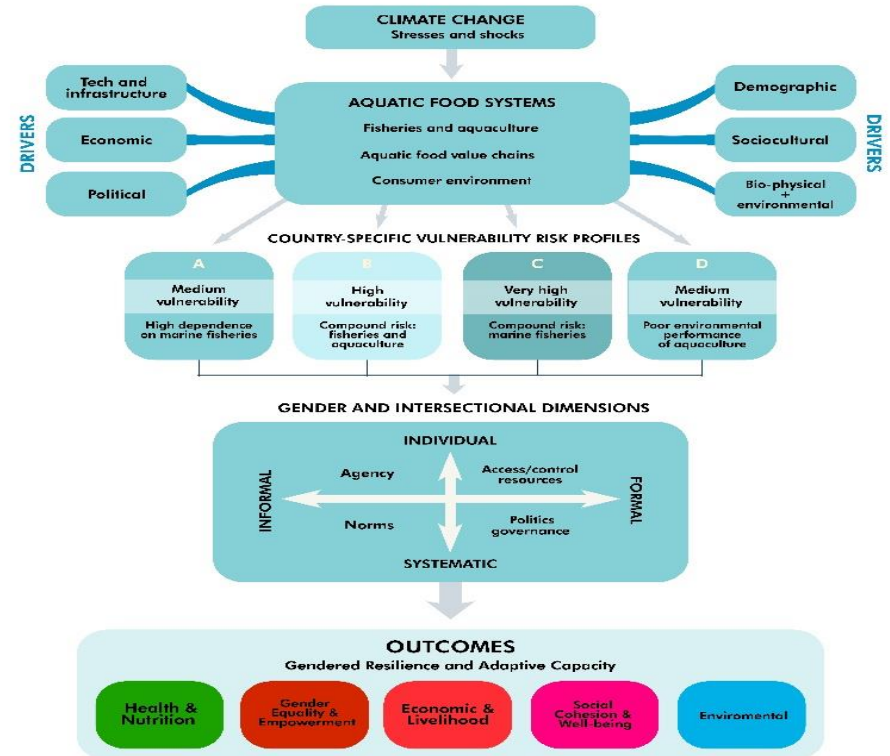 CLIMATE CHANGE
Stresses and shocks
DRIVERS
Tech and
infrastructure
Economic
Political
AQUATIC FOOD SYSTEMS
Fisheries and aquaculture
Aquatic food value chains
Consumer environment
Demographic
Sociocultural
Bio-physical
+
environmental
DRIVERS
COUNTRY-SPECIFIC VULNERABILITY RISK PROFILES
A
Medium
vulnerability
High dependence
on marine fisheries
B
High
vulnerability
Compound risk:
fisheries and
aquaculture
C
Very high
vulnerability
Compound risk:
marine fisheries
D
Medium
vulnerability
Poor environmental
performance
of aquaculture
GENDER AND INTERSECTIONAL DIMENSIONS
INDIVIDUAL
INFORMAL
Agency
Access/control
resources
FORMAL
Norms
Politics
governance
SYSTEMATIC
OUTCOMES
Gendered Resilience and Adaptive Capacity
Health &
Nutrition
Gender
Equality &
Empowerment
Economic &
Livelihood
Social
Cohesion &
Well-being
Enviromental